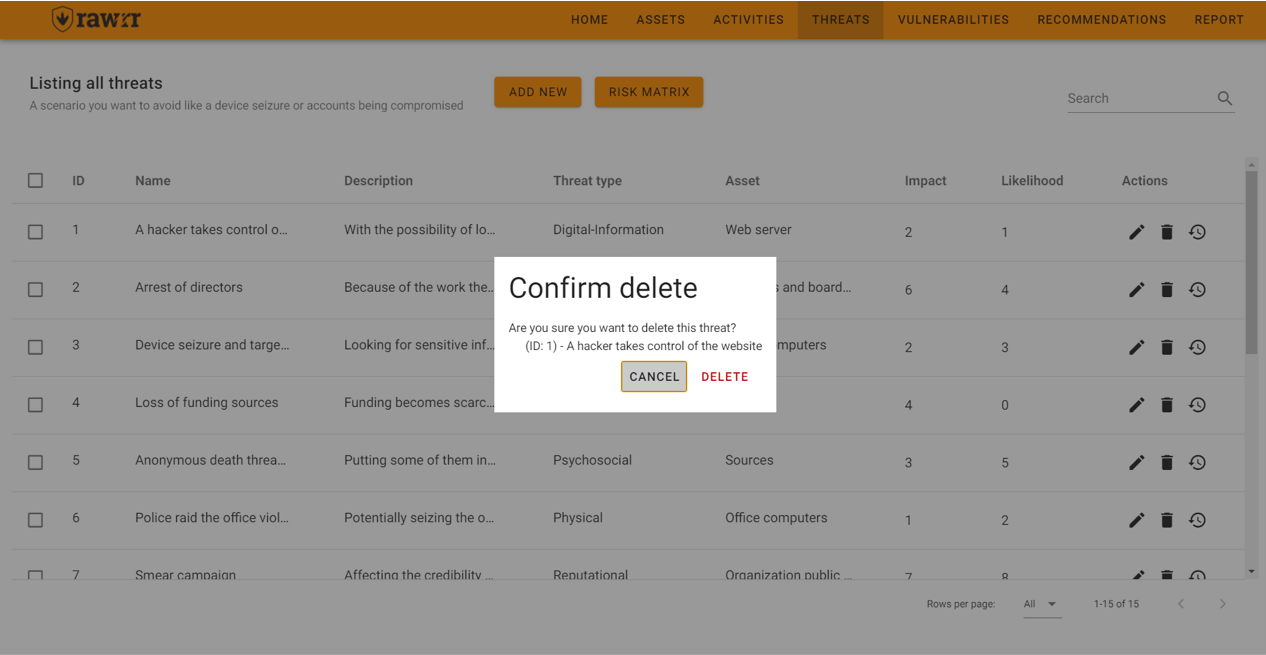 rawrr HOME ASSETS ACTIVITIES THREATS VULNERABILITIES RECOMMENDATIONS REPORT
Listing all threats
A scenario you want to avoid like a device seizure or accounts being compromised
ADD NEW RISK MATRIX
Search
ID Name Description Threat type Asset Impact Likelihood Actions
1 A hacker takes control o... With the possibility of lo... Digital-Information Web server 2 1
2 Arrest of directors Because of the work the... and board... 6 4
3 Device seizure and targe... Looking for sensitive inf... 2 3
4 Loss of funding sources Funding becomes scarc... 4 0
5 Anonymous death threa... Putting some of them in... Psychosocial Sources 3 5
6 Police raid the office viol... Potentially seizing the o... Physical Office computers 1 2
7 Smear campaign Affecting the credibility ... Reputational Organization public ... 7 8
Confirm delete
Are you sure you want to delete this threat?
(ID: 1) - A hacker takes control of the website
CANCEL DELETE
Rows per page: All 1-15 of 15